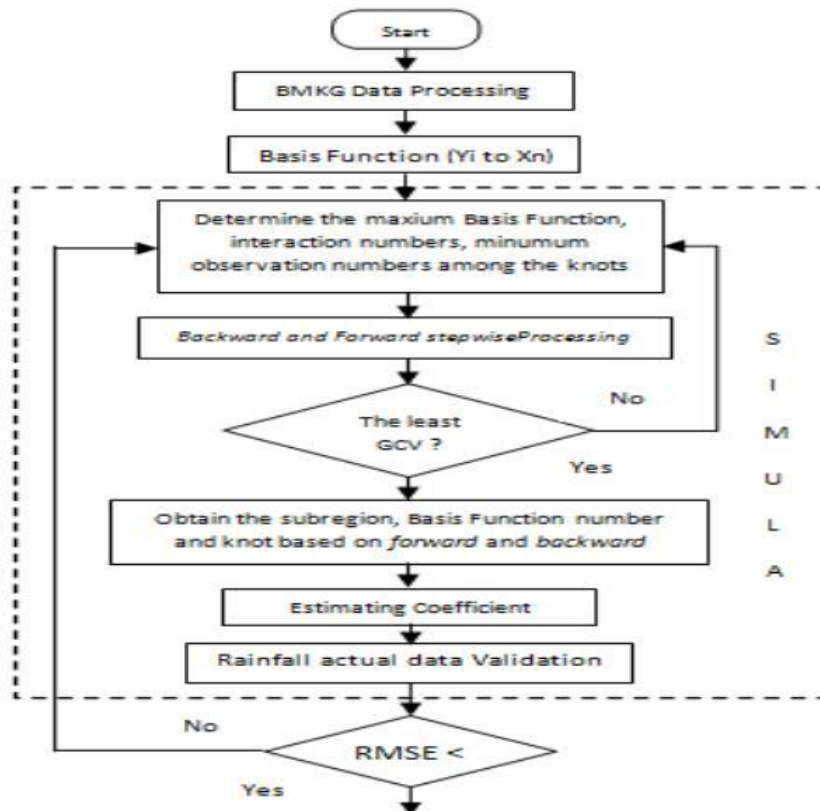 Start
BMKG Data Processing
Basis Function (Yi to Xn)
Determine the maxium Basis Function,
interaction numbers, minumum
observation numbers among the knots
Backward and Forward stepwiseProcessing
The least
GCV ?
No
Yes
Obtain the subregion, Basis Function number
and knot based on forward and backward
Estimating Coefficient
Rainfall actual data Validation
S
I
M
U
L
A
No
RMSE <
Yes